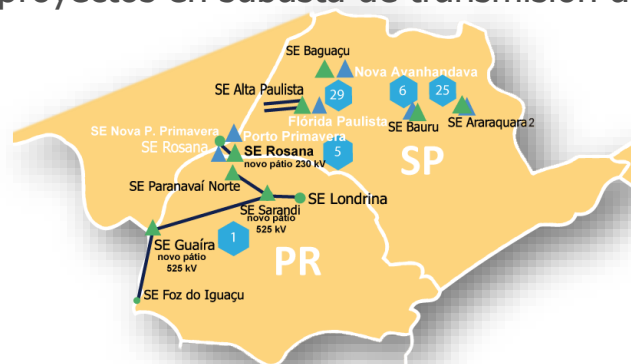 proyectos en subasta de transmisión d
SE Baguaçu
Nova Avanhandava
SE Alta Paulista
29
6
25
Flórida Paulista
SE Bauru
SE Araraquara2
SE Nova P. Primavera
Porto Primavera
SE Rosana
SE Rosana
novo pátio 230 kV
5
SP
SE Paranavaí Norte
SE Londrina
SE Sarandi
novo pátio
525 kV
SE Guaíra
novo pátio
525 kV
1
PR
SE Foz do Iguaçu